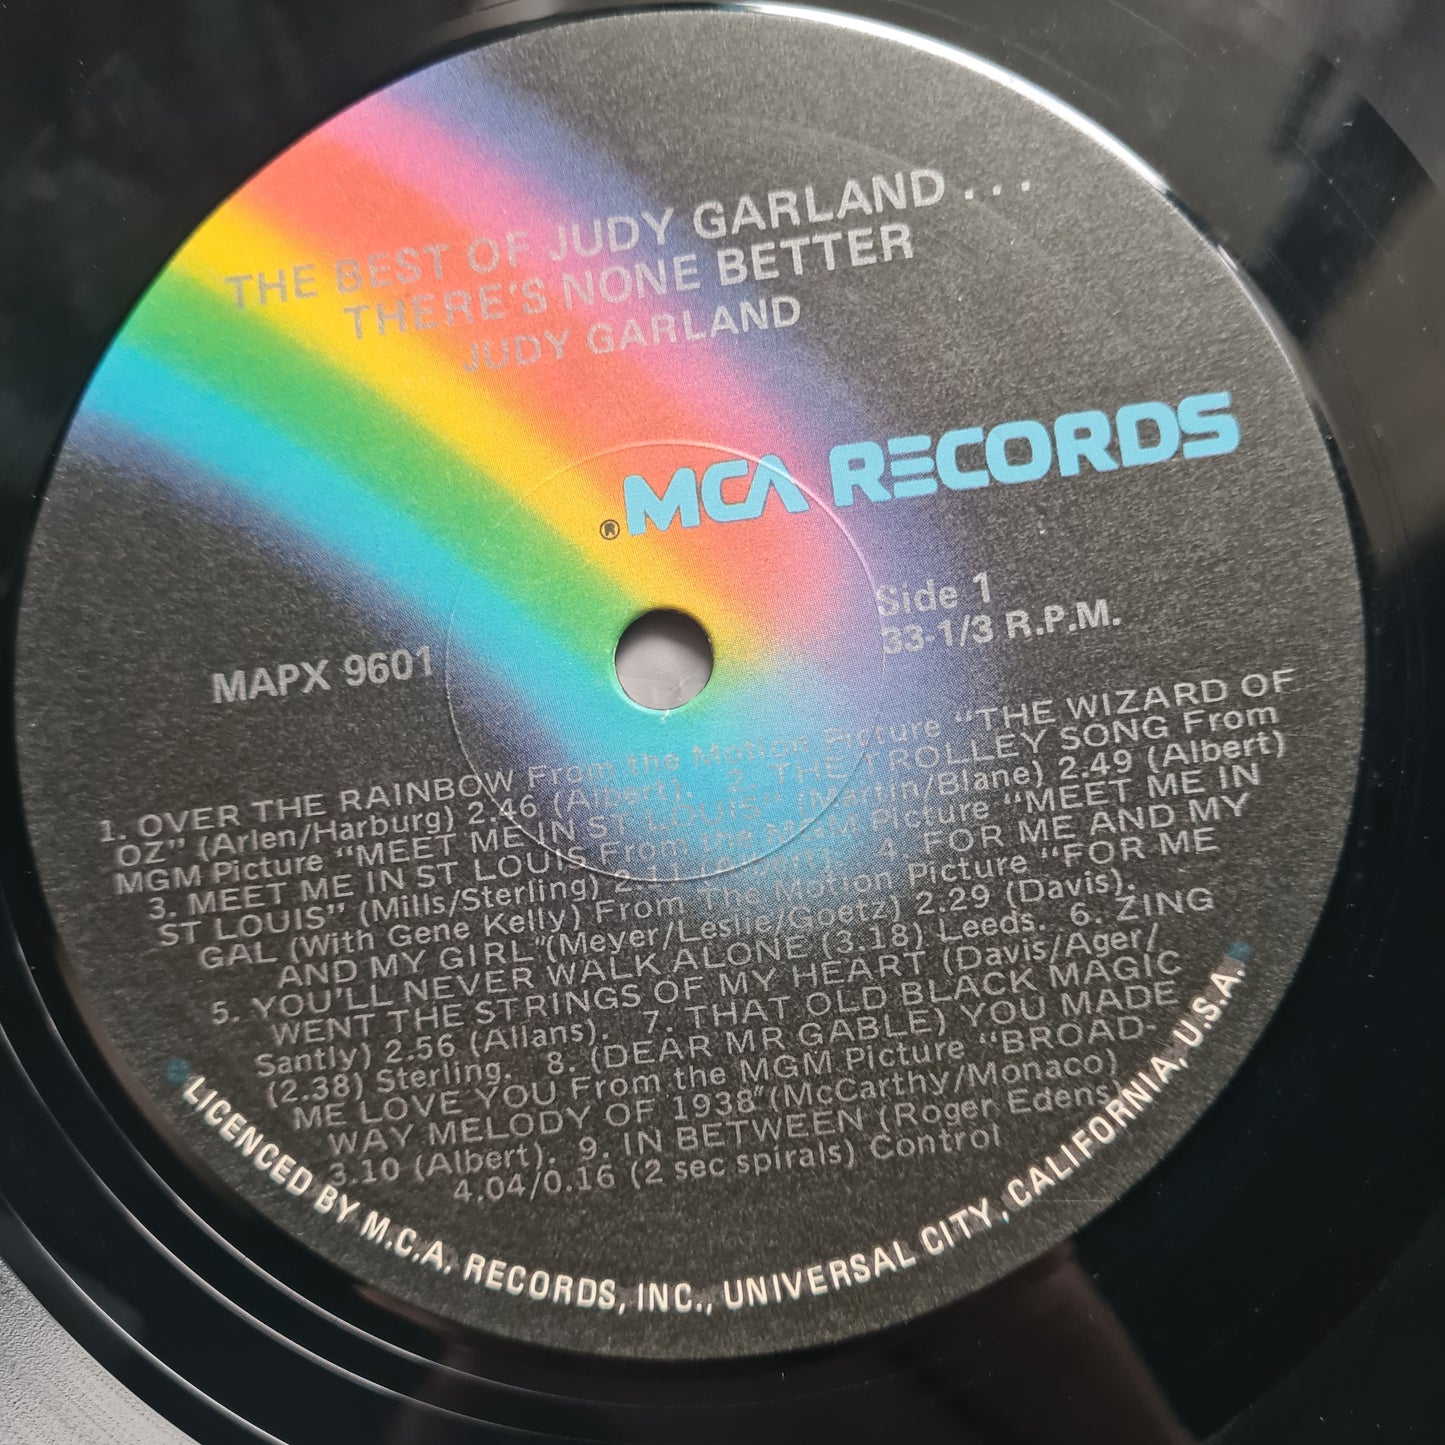 THE BEST OF JUDY GARLAND . . .
THERE'S NONE BETTER
JUDY GARLAND
® MCA RECORDS
Side 1
33-1/3 R.P.M.
MAPX 9601
1. OVER THE RAINBOW From the Motion Picture "THE WIZARD OF
OZ" (Arlen/Harburg) 2.46 (Albert). 2. THE TROLLEY SONG From
MGM Picture "MEET ME IN ST LOUIS" (Martin/Blane) 2.49 (Albert)
3. MEET ME IN ST LOUIS From the MGM Picture "MEET ME IN
ST LOUIS" (Mills/Sterling) 2.11 (Albert). 4. FOR ME AND MY
GAL (With Gene Kelly) From The Motion Picture "FOR ME
AND MY GIRL" (Meyer/Leslie/Goetz) 2.29 (Davis).
5. YOU'LL NEVER WALK ALONE (3.18) Leeds. 6. ZING
WENT THE STRINGS OF MY HEART (Davis/Ager/
Santly) 2.56 (Allans). 7. THAT OLD BLACK MAGIC
(2.38) Sterling. 8. (DEAR MR GABLE) YOU MADE
ME LOVE YOU From the MGM Picture "BROAD-
WAY MELODY OF 1938" (McCarthy/Monaco)
3.10 (Albert). 9. IN BETWEEN (Roger Edens)
4.04/0.16 (2 sec spirals) Control
LICENCED BY M.C.A. RECORDS, INC., UNIVERSAL CITY, CALIFORNIA, U.S.A.